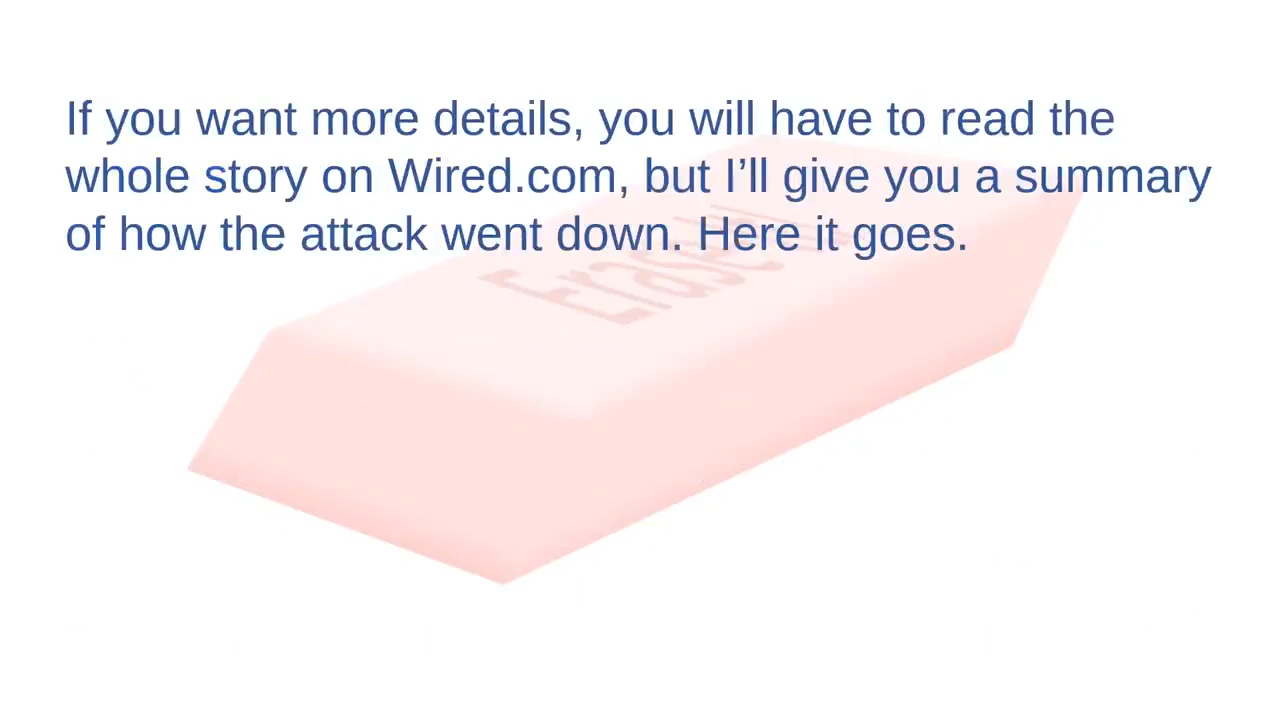 If you want more details, you will have to read the
whole story on Wired.com, but I’ll give you a summary
of how the attack went down. Here it goes.
Eraser